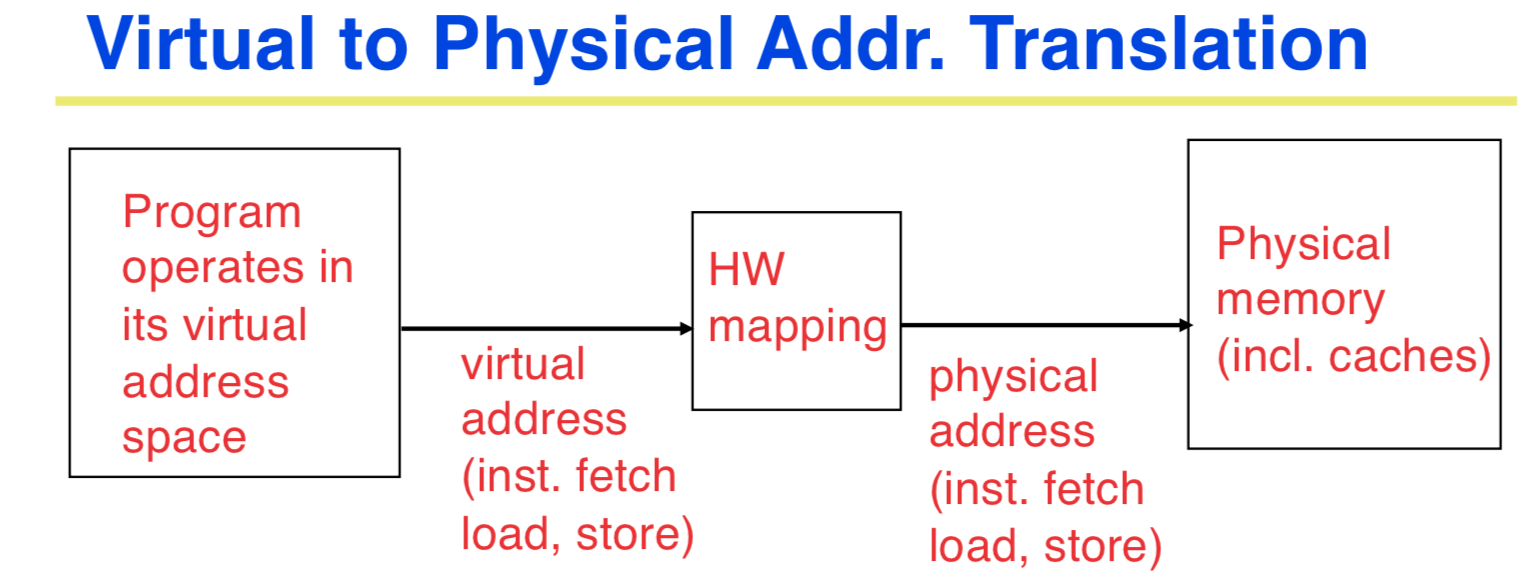 Virtual to Physical Addr. Translation
Program
operates in
its virtual
address
space
virtual
address
(inst. fetch
load, store)
HW
mapping
physical
address
(inst. fetch
load, store)
Physical
memory
(incl. caches)